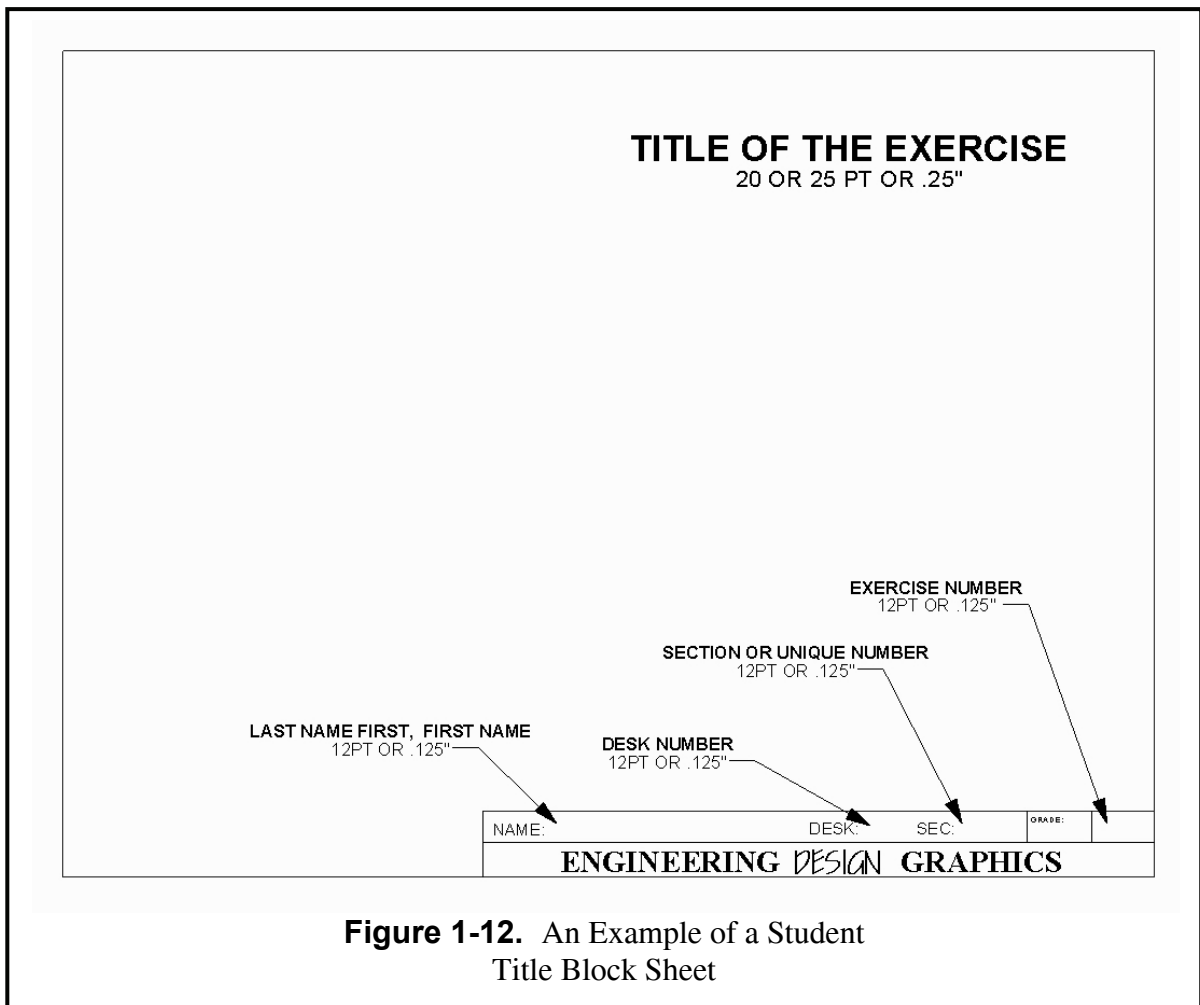 TITLE OF THE EXERCISE
20 OR 25 PT OR .25"
EXERCISE NUMBER
12PT OR .125"
SECTION OR UNIQUE NUMBER
12PT OR .125"
LAST NAME FIRST, FIRST NAME
12PT OR .125"
DESK NUMBER
12PT OR .125"
NAME: DESK: SEC: GRADE:
ENGINEERING DESIGN GRAPHICS
Figure 1-12. An Example of a Student
Title Block Sheet